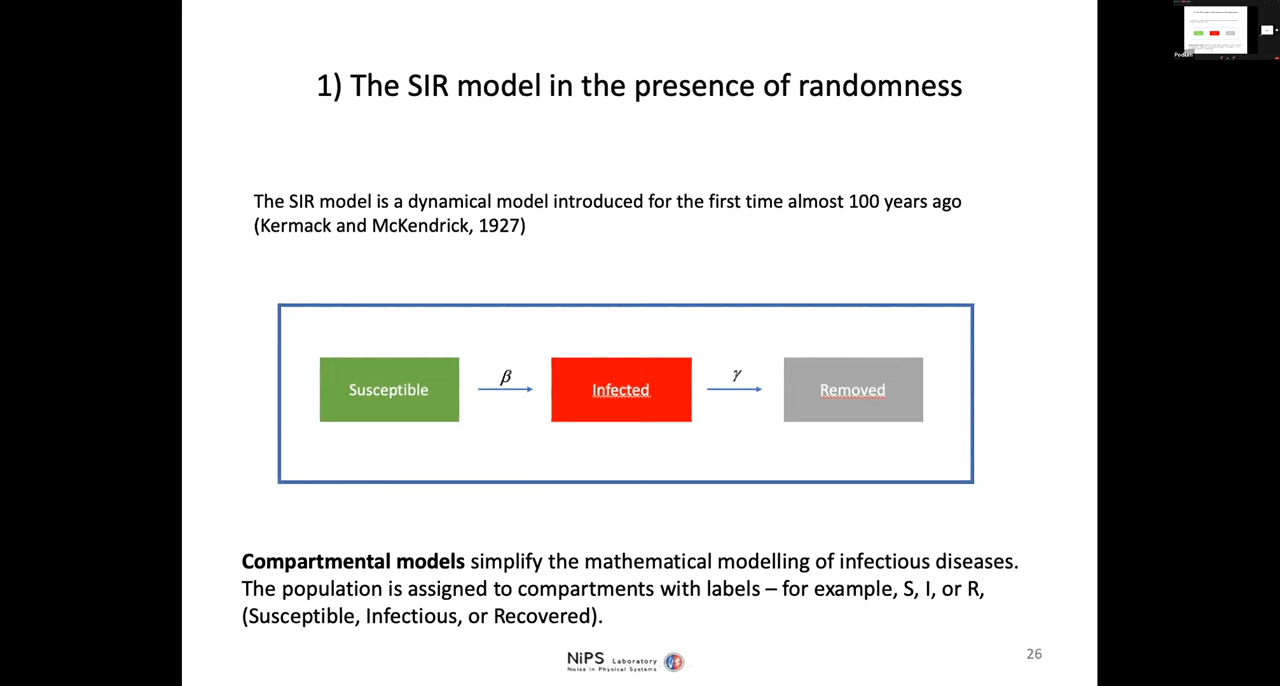 1) The SIR model in the presence of randomness
The SIR model is a dynamical model introduced for the first time almost 100 years ago
(Kermack and McKendrick, 1927)
Susceptible
β
Infected
γ
Removed
Compartmental models simplify the mathematical modelling of infectious diseases.
The population is assigned to compartments with labels – for example, S, I, or R,
(Susceptible, Infectious, or Recovered).
NiPS Laboratory
Noise in Physical Systems
26
Podium